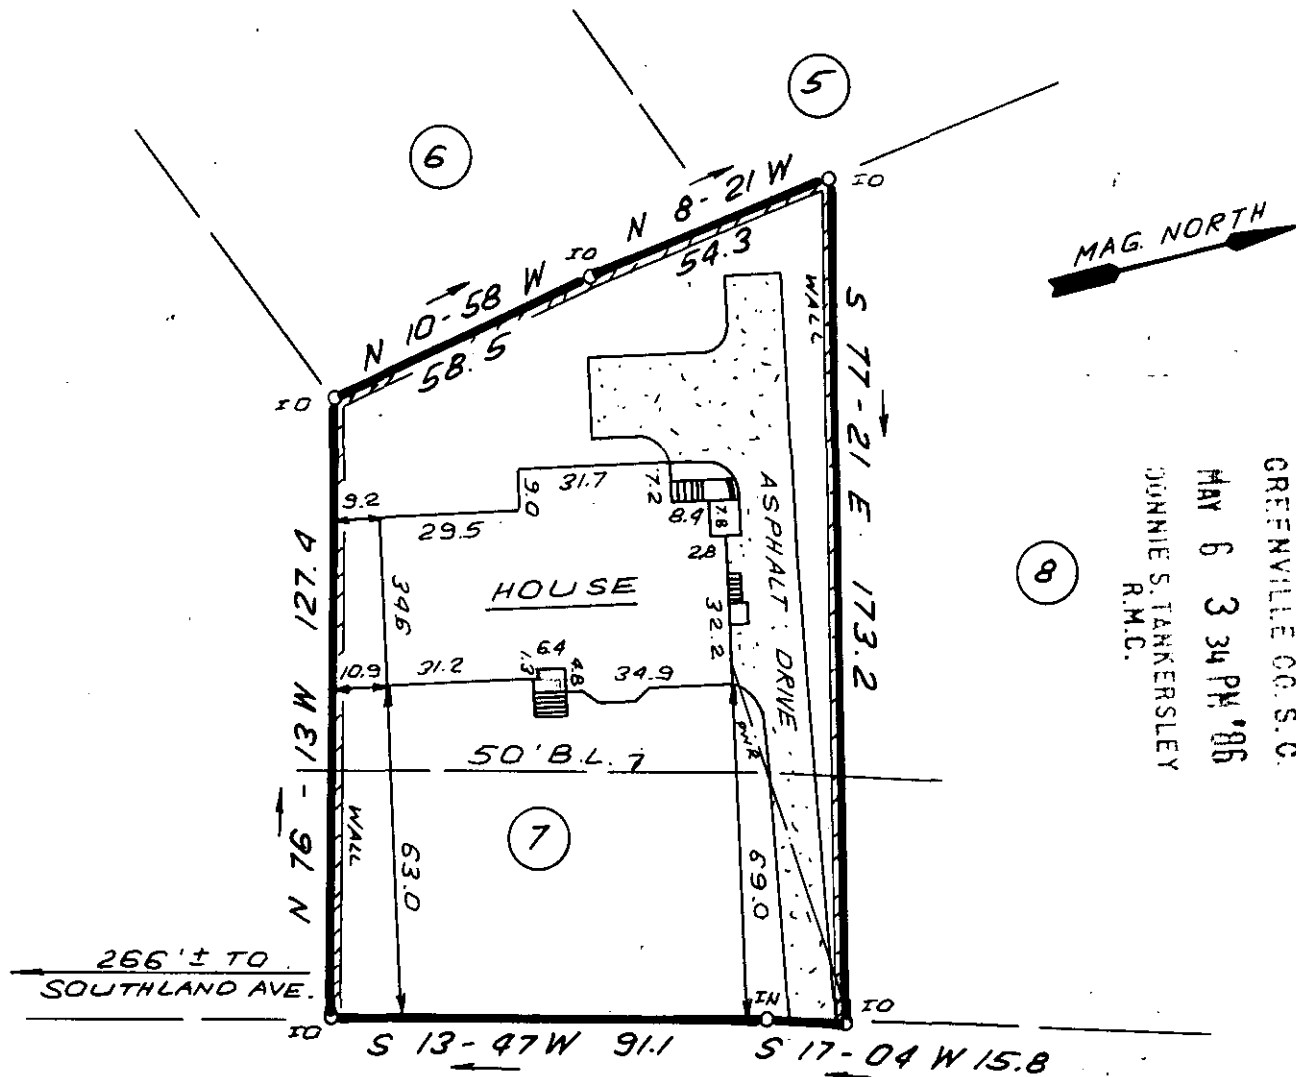 5
6
N 8-21 W
54.3
IO
IO
N 10-58 W
58.5
IO
MAG. NORTH
WALL
S 77-21 E 173.2
GREENVILLE CO. S.C.
MAY 6 3 34 PM '86
DONNIE S. TANKERSLEY
R.M.C.
8
9.2
29.5
9.0
31.7
7.2
8.4
7.8
2.8
32.2
ASPHALT DRIVE
HOUSE
34.6
10.9
31.2
1.3
6.4
4.8
34.9
PWR
N 76-13 W 127.4
WALL
50' B.L.
7
63.0
69.0
266'± TO
SOUTHLAND AVE.
IO
IN
IO
S 13-47 W 91.1
S 17-04 W 15.8